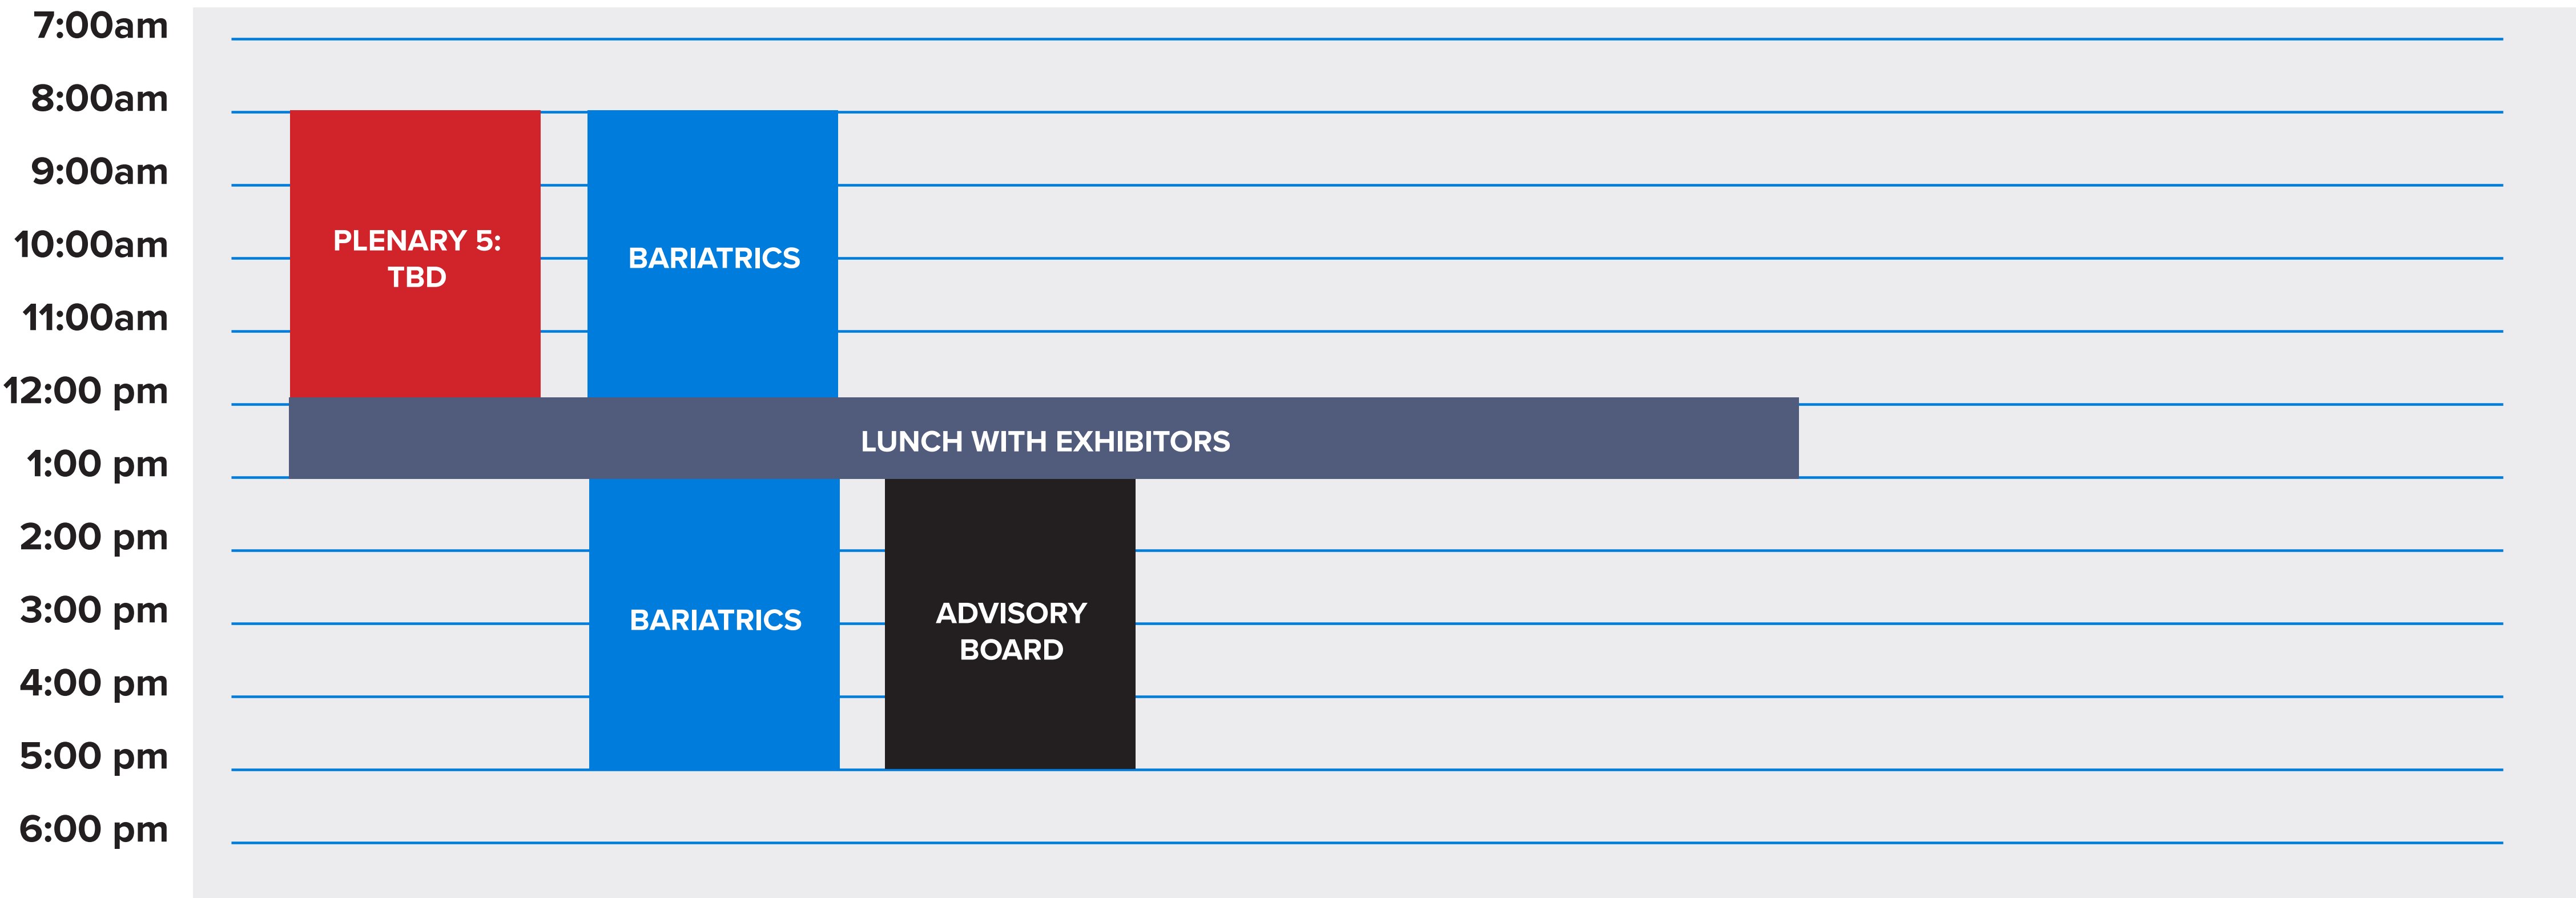 7:00am
8:00am
9:00am
10:00am
11:00am
12:00 pm
1:00 pm
2:00 pm
3:00 pm
4:00 pm
5:00 pm
6:00 pm
PLENARY 5:
TBD
BARIATRICS
LUNCH WITH EXHIBITORS
BARIATRICS
ADVISORY
BOARD